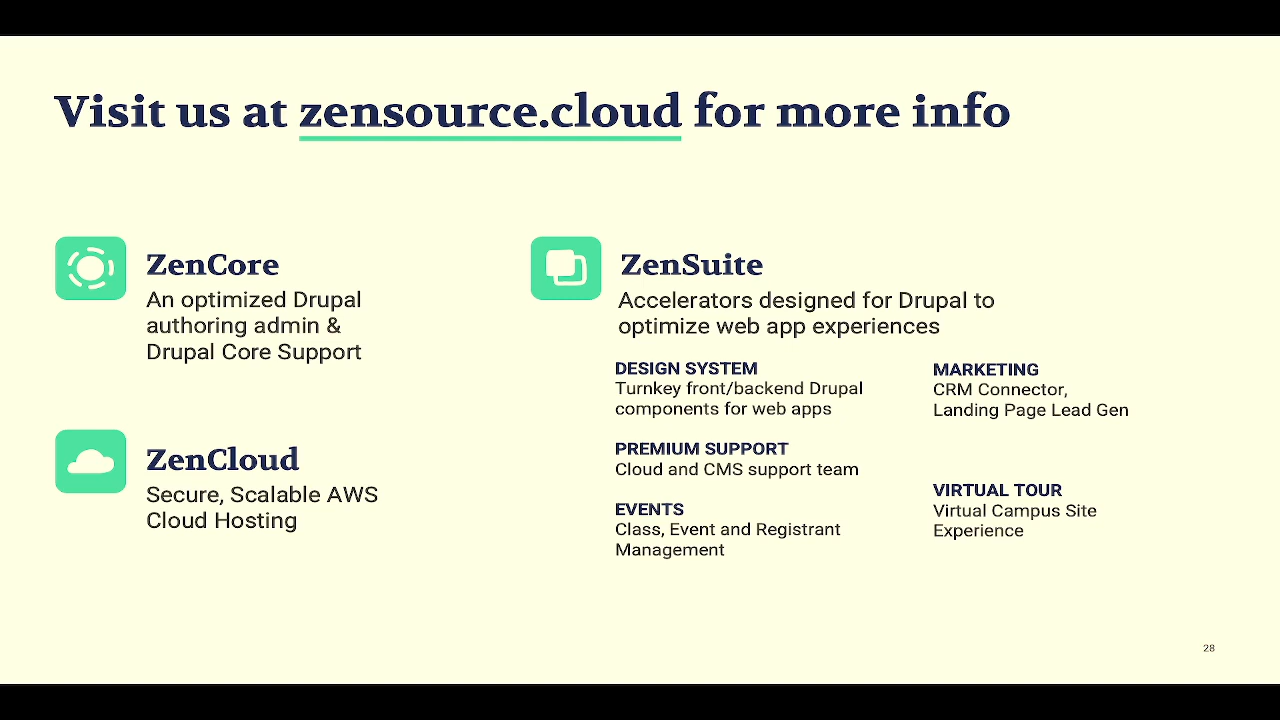 Visit us at zensource.cloud for more info
ZenCore
An optimized Drupal
authoring admin &
Drupal Core Support
ZenCloud
Secure, Scalable AWS
Cloud Hosting
ZenSuite
Accelerators designed for Drupal to
optimize web app experiences
DESIGN SYSTEM
Turnkey front/backend Drupal
components for web apps
PREMIUM SUPPORT
Cloud and CMS support team
EVENTS
Class, Event and Registrant
Management
MARKETING
CRM Connector,
Landing Page Lead Gen
VIRTUAL TOUR
Virtual Campus Site
Experience
28